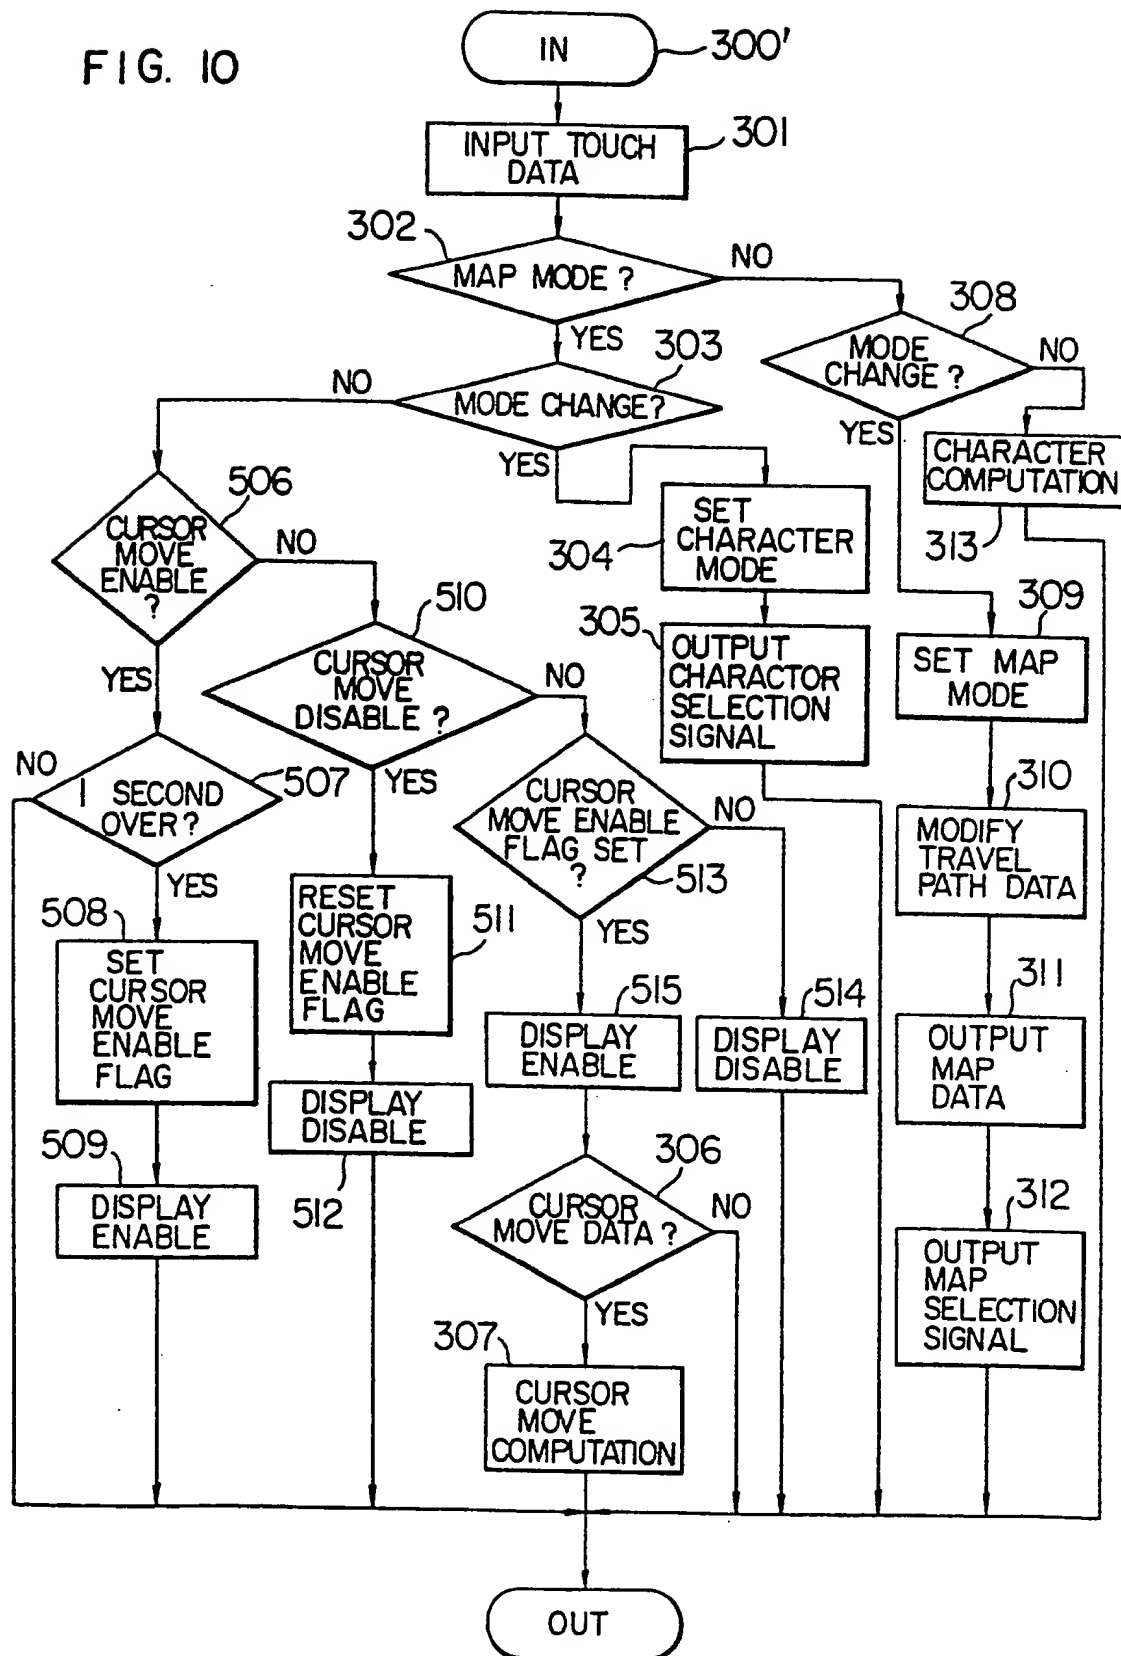 FIG. 10
IN
300'
INPUT TOUCH
DATA
301
302
MAP MODE ?
NO
YES
308
MODE
CHANGE ?
NO
YES
303
MODE CHANGE?
NO
YES
CHARACTER
COMPUTATION
313
506
CURSOR
MOVE
ENABLE
?
NO
YES
304
SET
CHARACTER
MODE
305
OUTPUT
CHARACTOR
SELECTION
SIGNAL
309
SET MAP
MODE
510
CURSOR
MOVE
DISABLE ?
NO
YES
NO
1 SECOND
OVER?
507
YES
CURSOR
MOVE ENABLE
FLAG SET
?
NO
513
YES
310
MODIFY
TRAVEL
PATH DATA
508
SET
CURSOR
MOVE
ENABLE
FLAG
RESET
CURSOR
MOVE
ENABLE
FLAG
511
515
DISPLAY
ENABLE
514
DISPLAY
DISABLE
311
OUTPUT
MAP
DATA
509
DISPLAY
ENABLE
DISPLAY
DISABLE
512
306
CURSOR
MOVE DATA ?
NO
YES
312
OUTPUT
MAP
SELECTION
SIGNAL
307
CURSOR
MOVE
COMPUTATION
OUT